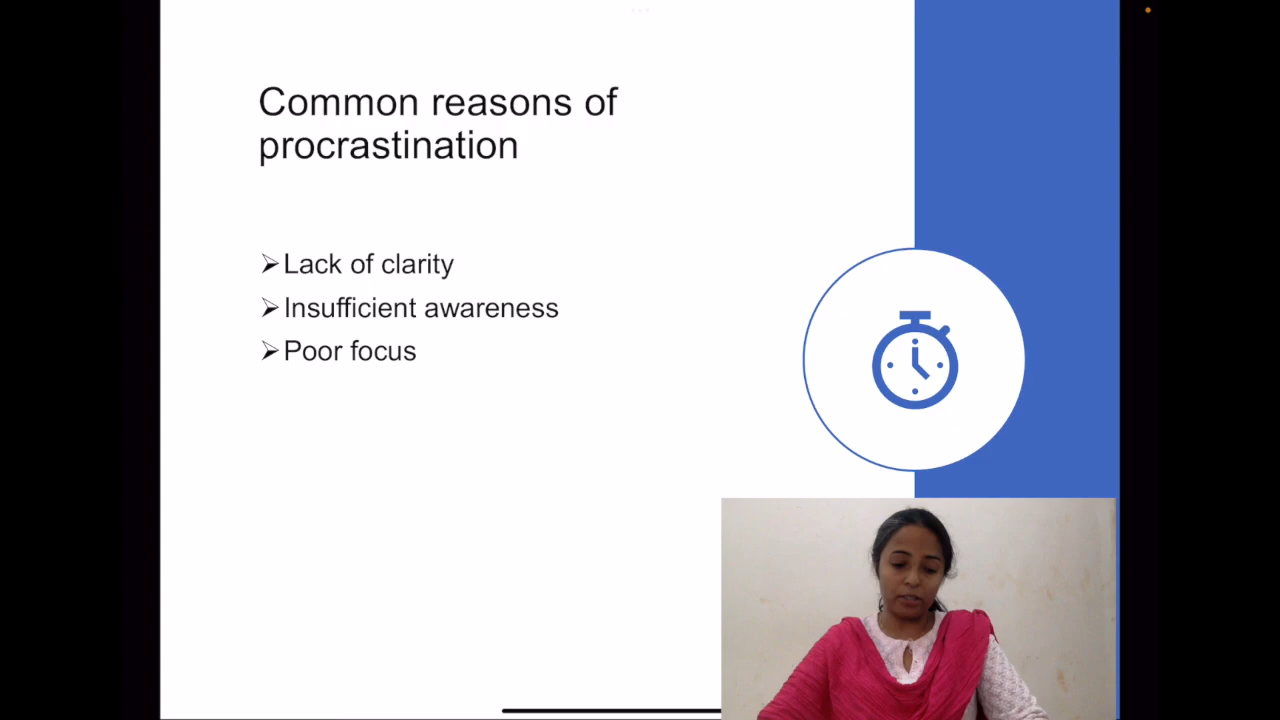 Common reasons of
procrastination
➢Lack of clarity
➢Insufficient awareness
➢Poor focus